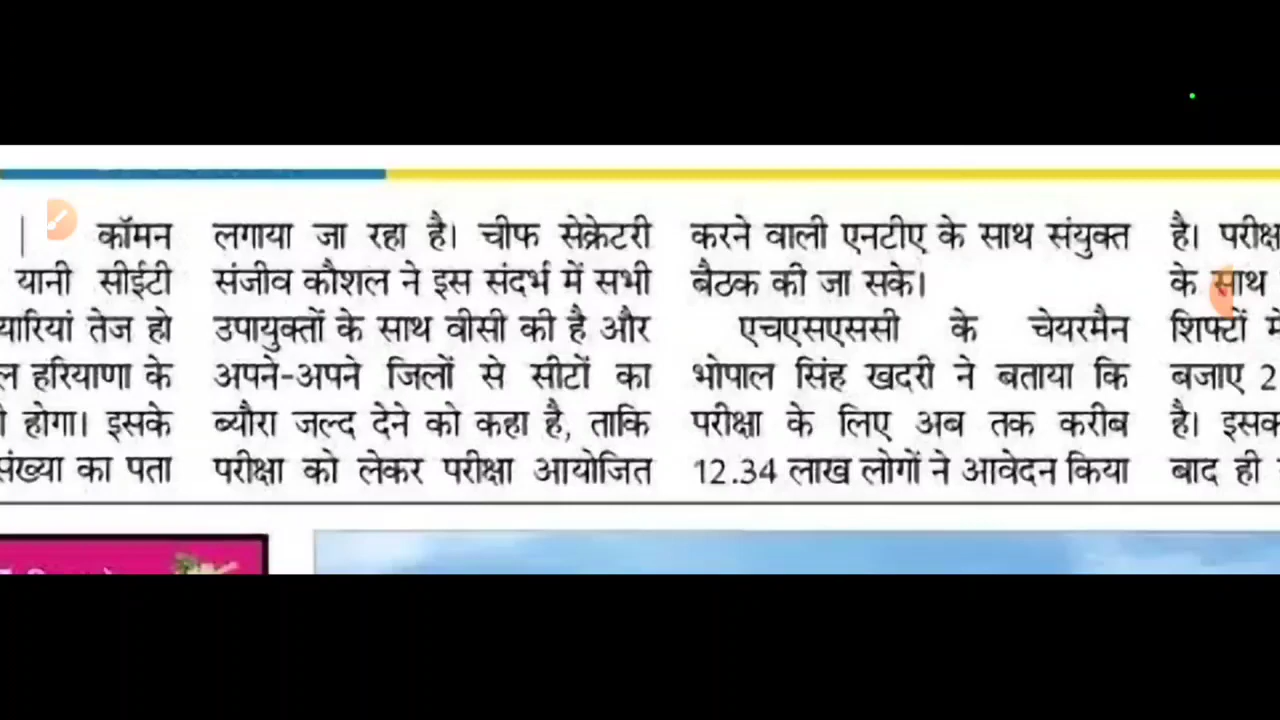 कॉमन
यानी सीईटी
तेज हो
हरियाणा के
होगा। इसके
संख्या का पता
लगाया जा रहा है। चीफ सेक्रेटरी
संजीव कौशल ने इस संदर्भ में सभी
उपायुक्तों के साथ वीसी की है और
अपने-अपने जिलों से सीटों का
ब्यौरा जल्द देने को कहा है, ताकि
परीक्षा को लेकर परीक्षा आयोजित
करने वाली एनटीए के साथ संयुक्त
बैठक की जा सके।
एचएसएससी के चेयरमैन
भोपाल सिंह खदरी ने बताया कि
परीक्षा के लिए अब तक करीब
12.34 लाख लोगों ने आवेदन किया
है।
के साथ
शिफ्टों
बजाए 2
है।
बाद ही